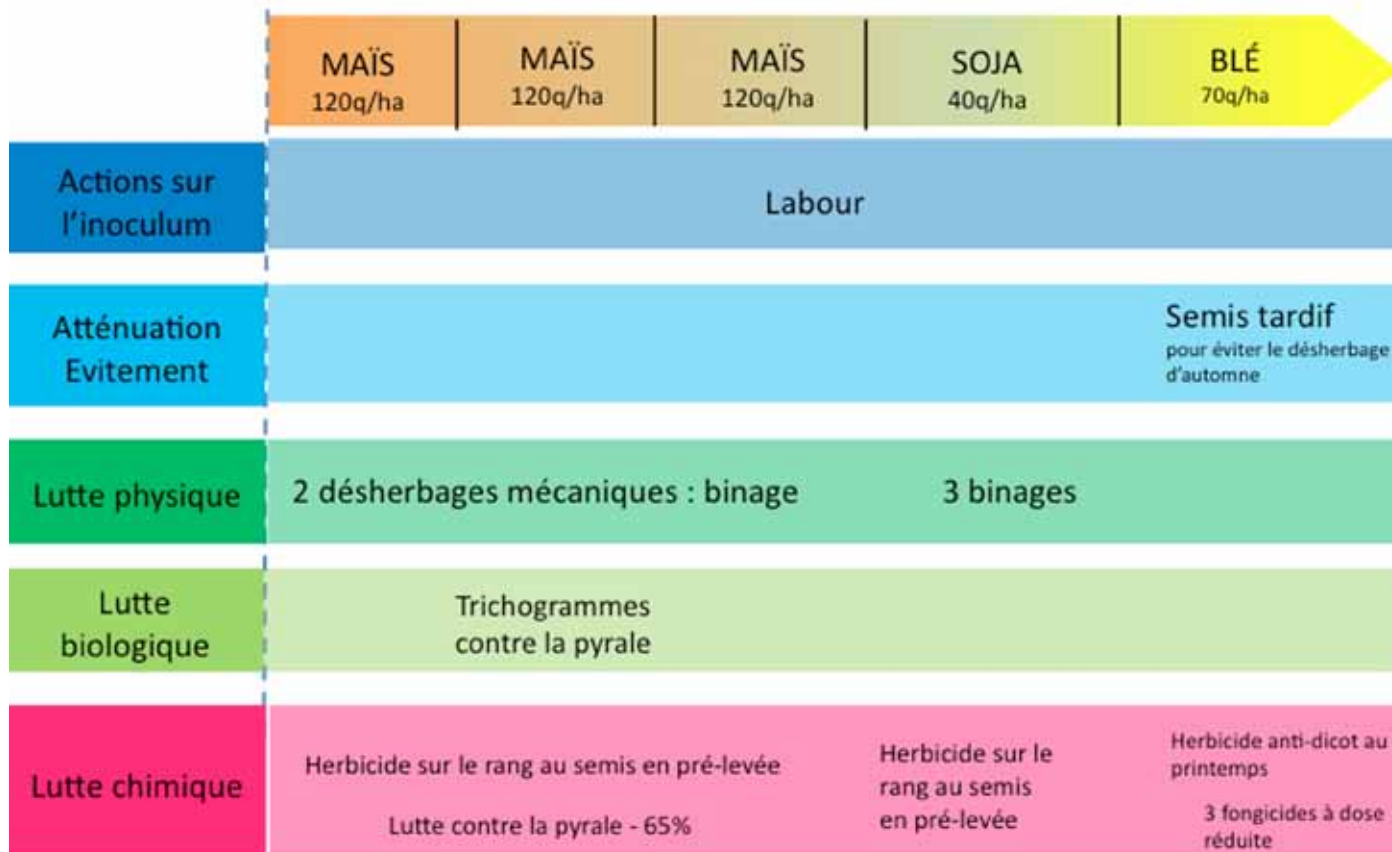 MAÏS
120q/ha
MAÏS
120q/ha
MAÏS
120q/ha
SOJA
40q/ha
BLÉ
70q/ha
Actions sur
l'inoculum
Labour
Atténuation
Evitement
Semis tardif
pour éviter le désherbage
d'automne
Lutte physique
2 désherbages mécaniques : binage
3 binages
Lutte
biologique
Trichogrammes
contre la pyrale
Lutte chimique
Herbicide sur le rang au semis en pré-levée
Lutte contre la pyrale - 65%
Herbicide sur le
rang au semis
en pré-levée
Herbicide anti-dicot au
printemps
3 fongicides à dose
réduite